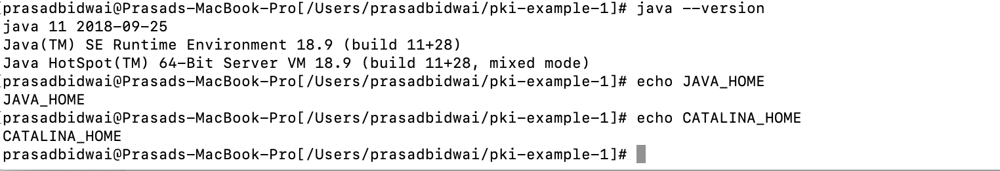 prasadbidwai@Prasads-MacBook-Pro[/Users/prasadbidwai/pki-example-1]# java --version
java 11 2018-09-25
Java(TM) SE Runtime Environment 18.9 (build 11+28)
Java HotSpot(TM) 64-Bit Server VM 18.9 (build 11+28, mixed mode)
prasadbidwai@Prasads-MacBook-Pro[/Users/prasadbidwai/pki-example-1]# echo JAVA_HOME
JAVA_HOME
prasadbidwai@Prasads-MacBook-Pro[/Users/prasadbidwai/pki-example-1]# echo CATALINA_HOME
CATALINA_HOME
prasadbidwai@Prasads-MacBook-Pro[/Users/prasadbidwai/pki-example-1]#